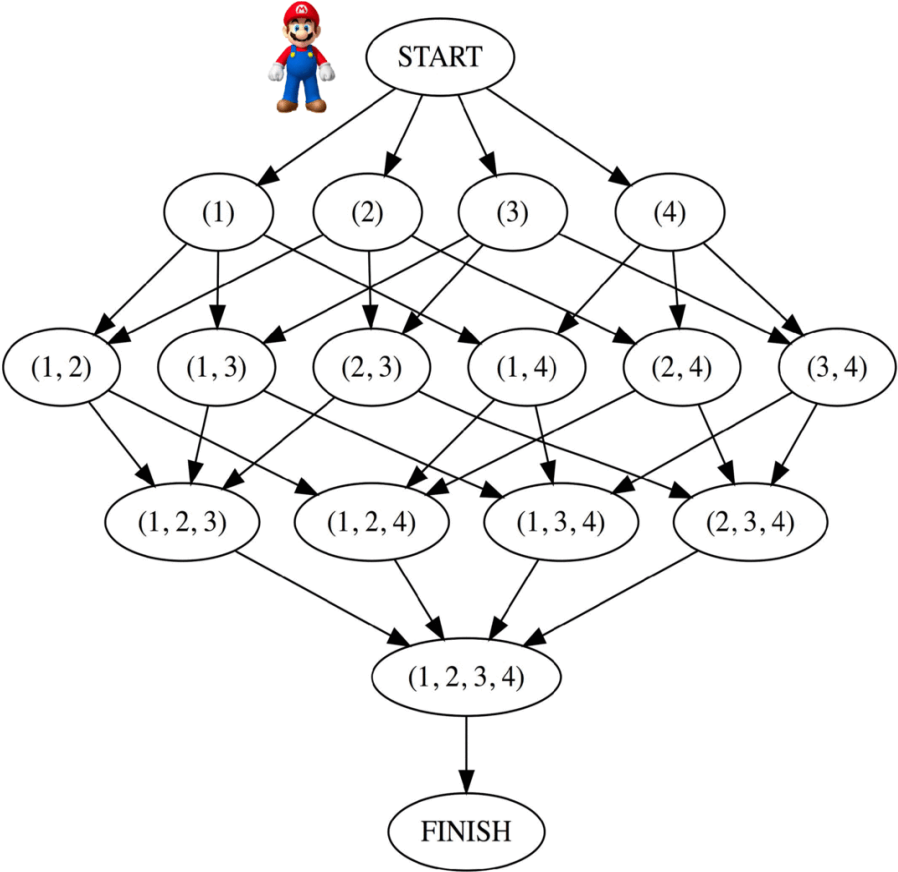 START
(1) (2) (3) (4)
(1, 2) (1, 3) (2, 3) (1, 4) (2, 4) (3, 4)
(1, 2, 3) (1, 2, 4) (1, 3, 4) (2, 3, 4)
(1, 2, 3, 4)
FINISH